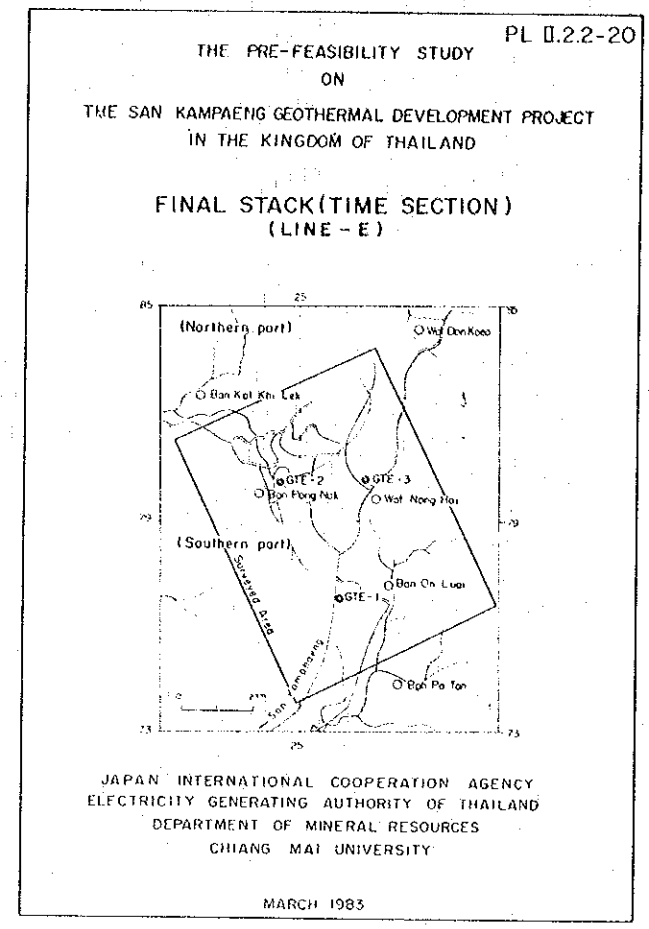 PL II.2.2-20
THE PRE-FEASIBILITY STUDY
ON
THE SAN KAMPAENG GEOTHERMAL DEVELOPMENT PROJECT
IN THE KINGDOM OF THAILAND
FINAL STACK (TIME SECTION)
(LINE-E)
85
25
85
(Northern part)
Wat Don Kaeo
Ban Kat Khi Lek
GTE-2
GTE-3
Ban Pong Nuk
Wat Nong Hai
79
79
(Southern part)
Surveyed Area
Ban On Luai
GTE-1
San Kamphaeng
Ban Pa Tan
0
73
25
73
JAPAN INTERNATIONAL COOPERATION AGENCY
ELECTRICITY GENERATING AUTHORITY OF THAILAND
DEPARTMENT OF MINERAL RESOURCES
CHIANG MAI UNIVERSITY
MARCH 1983